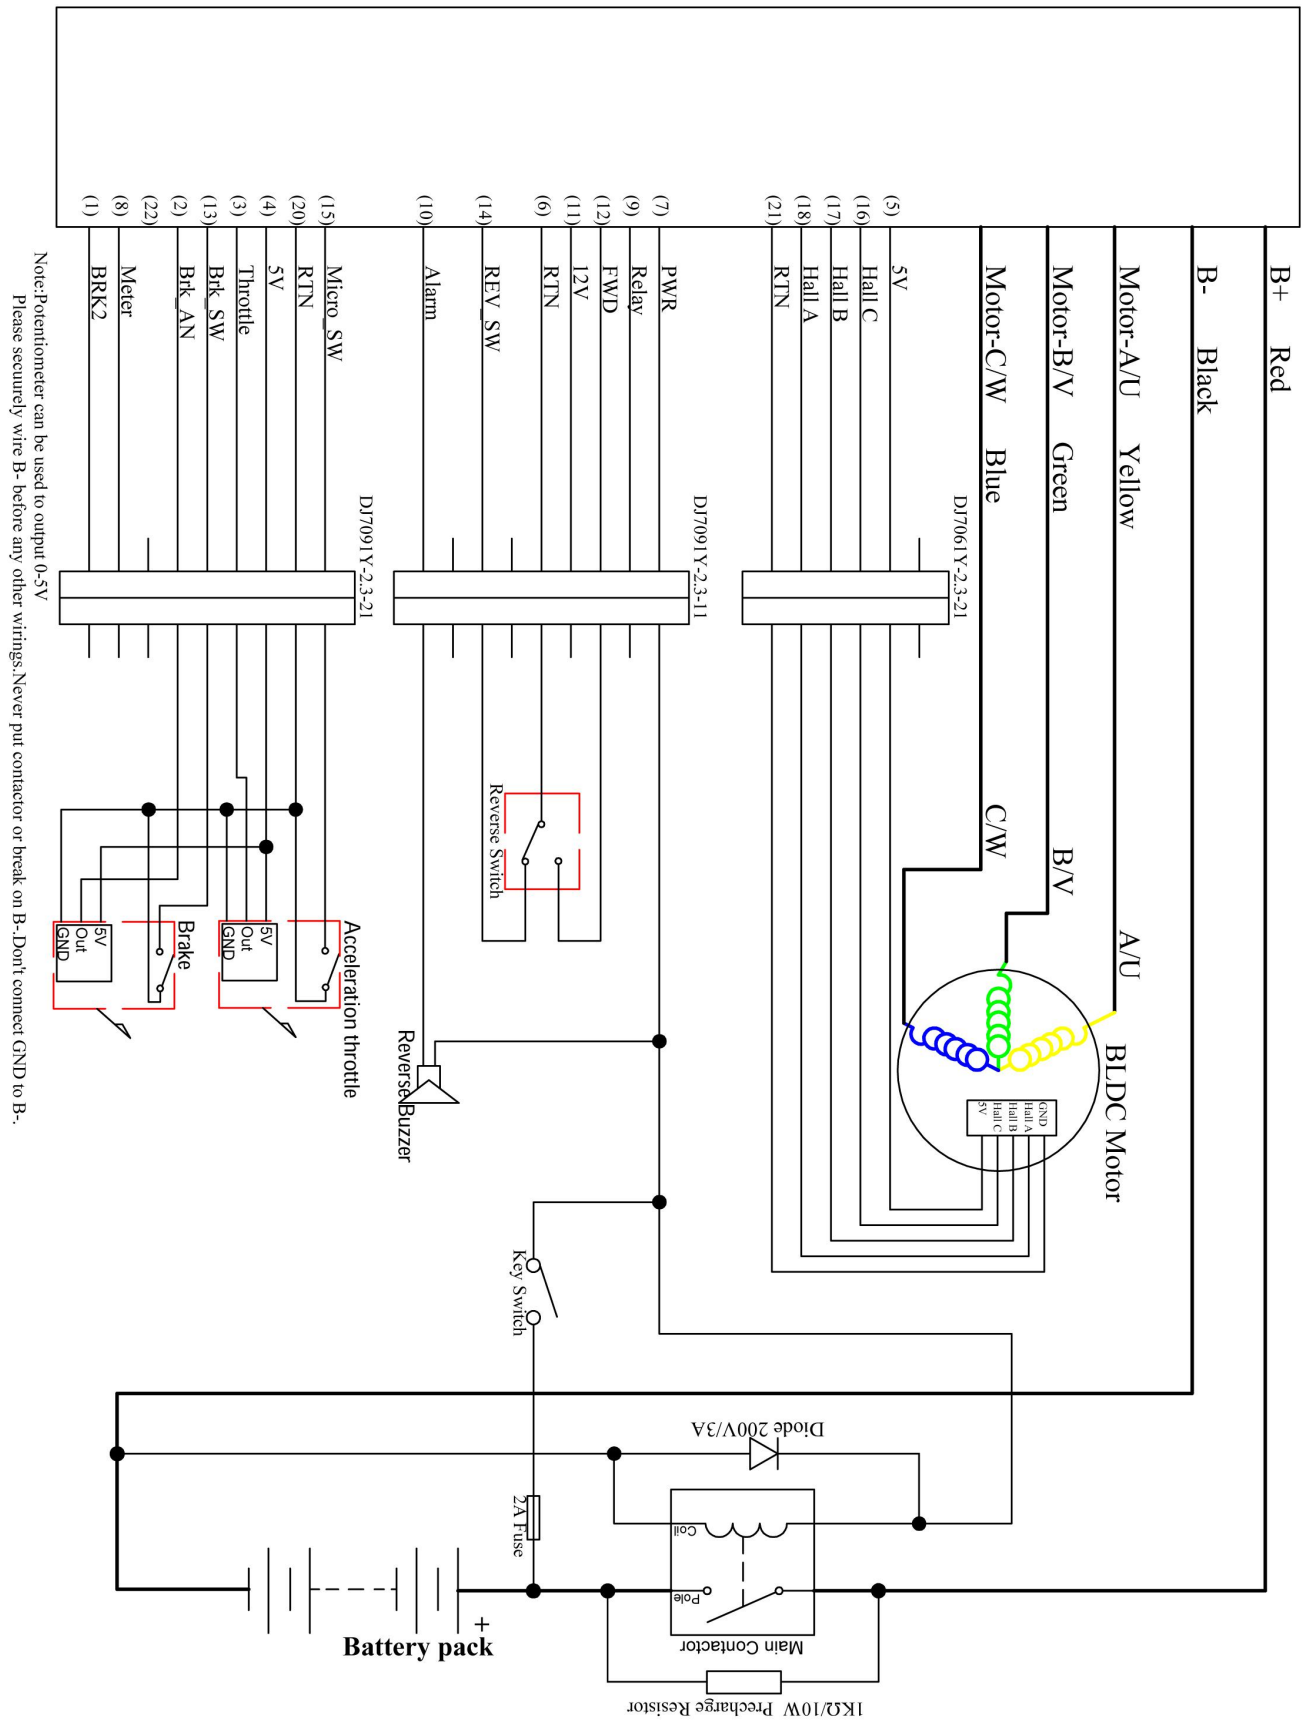 B+ Red
B- Black
Motor-A/U Yellow
Motor-B/V Green
Motor-C/W Blue
A/U
B/V
C/W
BLDC Motor
GND
Hall A
Hall B
Hall C
5V
(5) 5V
(16) Hall C
(17) Hall B
(18) Hall A
(21) RTN
DJ7061Y-2.3-21
(7) PWR
(9) Relay
(12) FWD
(11) 12V
(6) RTN
(14) REV_SW
(10) Alarm
DJ7091Y-2.3-11
Reverse Switch
Reverse Buzzer
Key Switch
2A Fuse
Diode 200V/3A
Coil
Pole
Main Contactor
1KΩ/10W Precharge Resistor
+
Battery pack
(15) Micro_SW
(20) RTN
(4) 5V
(3) Throttle
(13) Brk_SW
(2) Brk_AN
(22)
(8) Meter
(1) BRK2
DJ7091Y-2.3-21
Acceleration throttle
5V
Out
GND
Brake
5V
Out
GND
Note:Potentiometer can be used to output 0-5V
Please secuurely wire B- before any other wirings.Never put contactor or break on B-.Don't connect GND to B-.